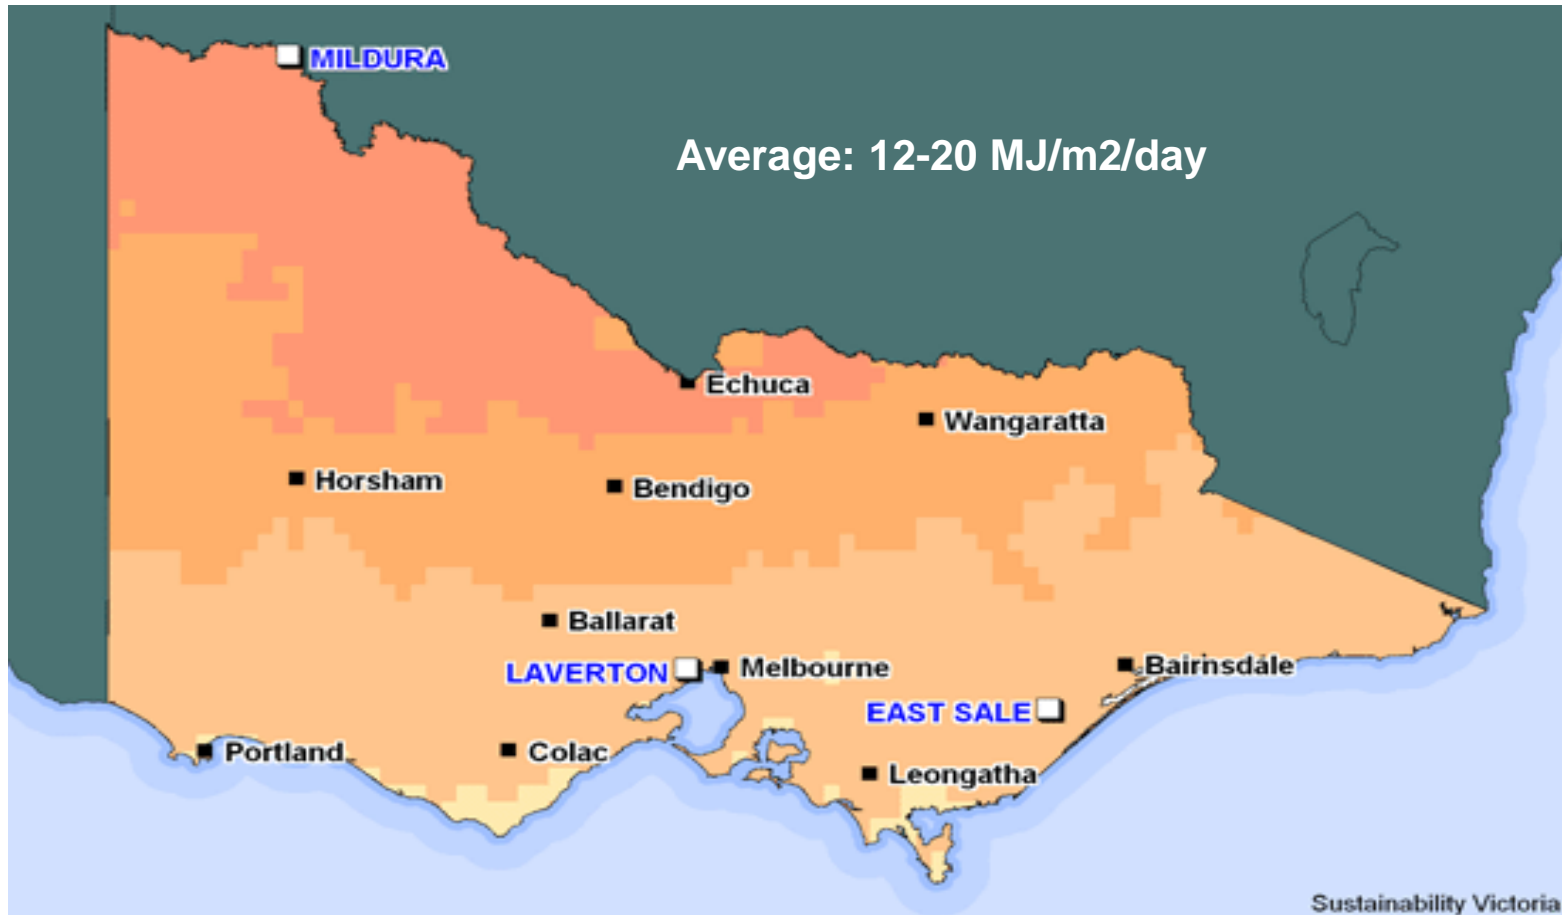 MILDURA
Average: 12-20 MJ/m2/day
Echuca
Wangaratta
Horsham
Bendigo
Ballarat
LAVERTON
Melbourne
Bairnsdale
EAST SALE
Portland
Colac
Leongatha
Sustainability Victoria